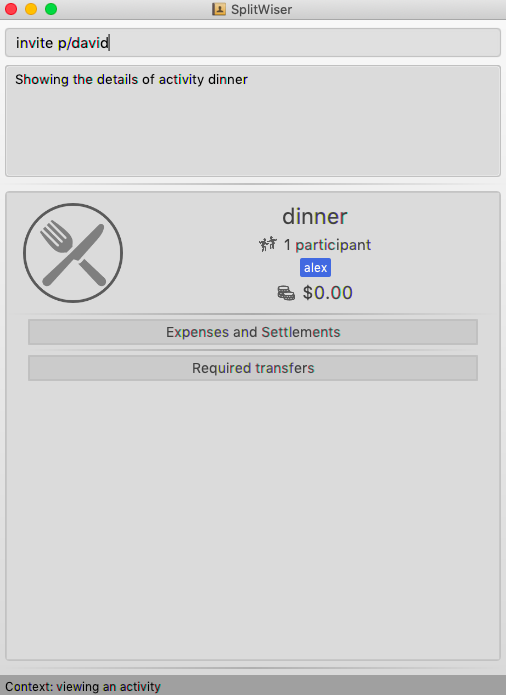 SplitWiser
invite p/david
Showing the details of activity dinner
dinner
1 participant
alex
$0.00
Expenses and Settlements
Required transfers
Context: viewing an activity